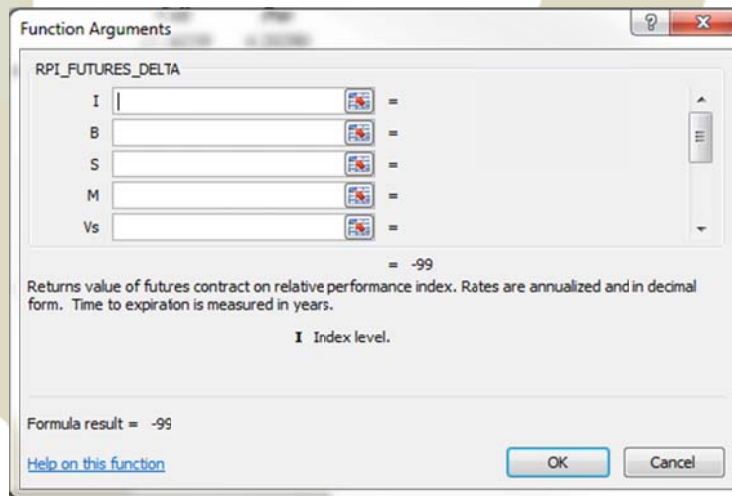 Function Arguments
RPI_FUTURES_DELTA
I =
B =
S =
M =
Vs =
= -99
Returns value of futures contract on relative performance index. Rates are annualized and in decimal
form. Time to expiration is measured in years.
I Index level.
Formula result = -99
Help on this function
OK Cancel